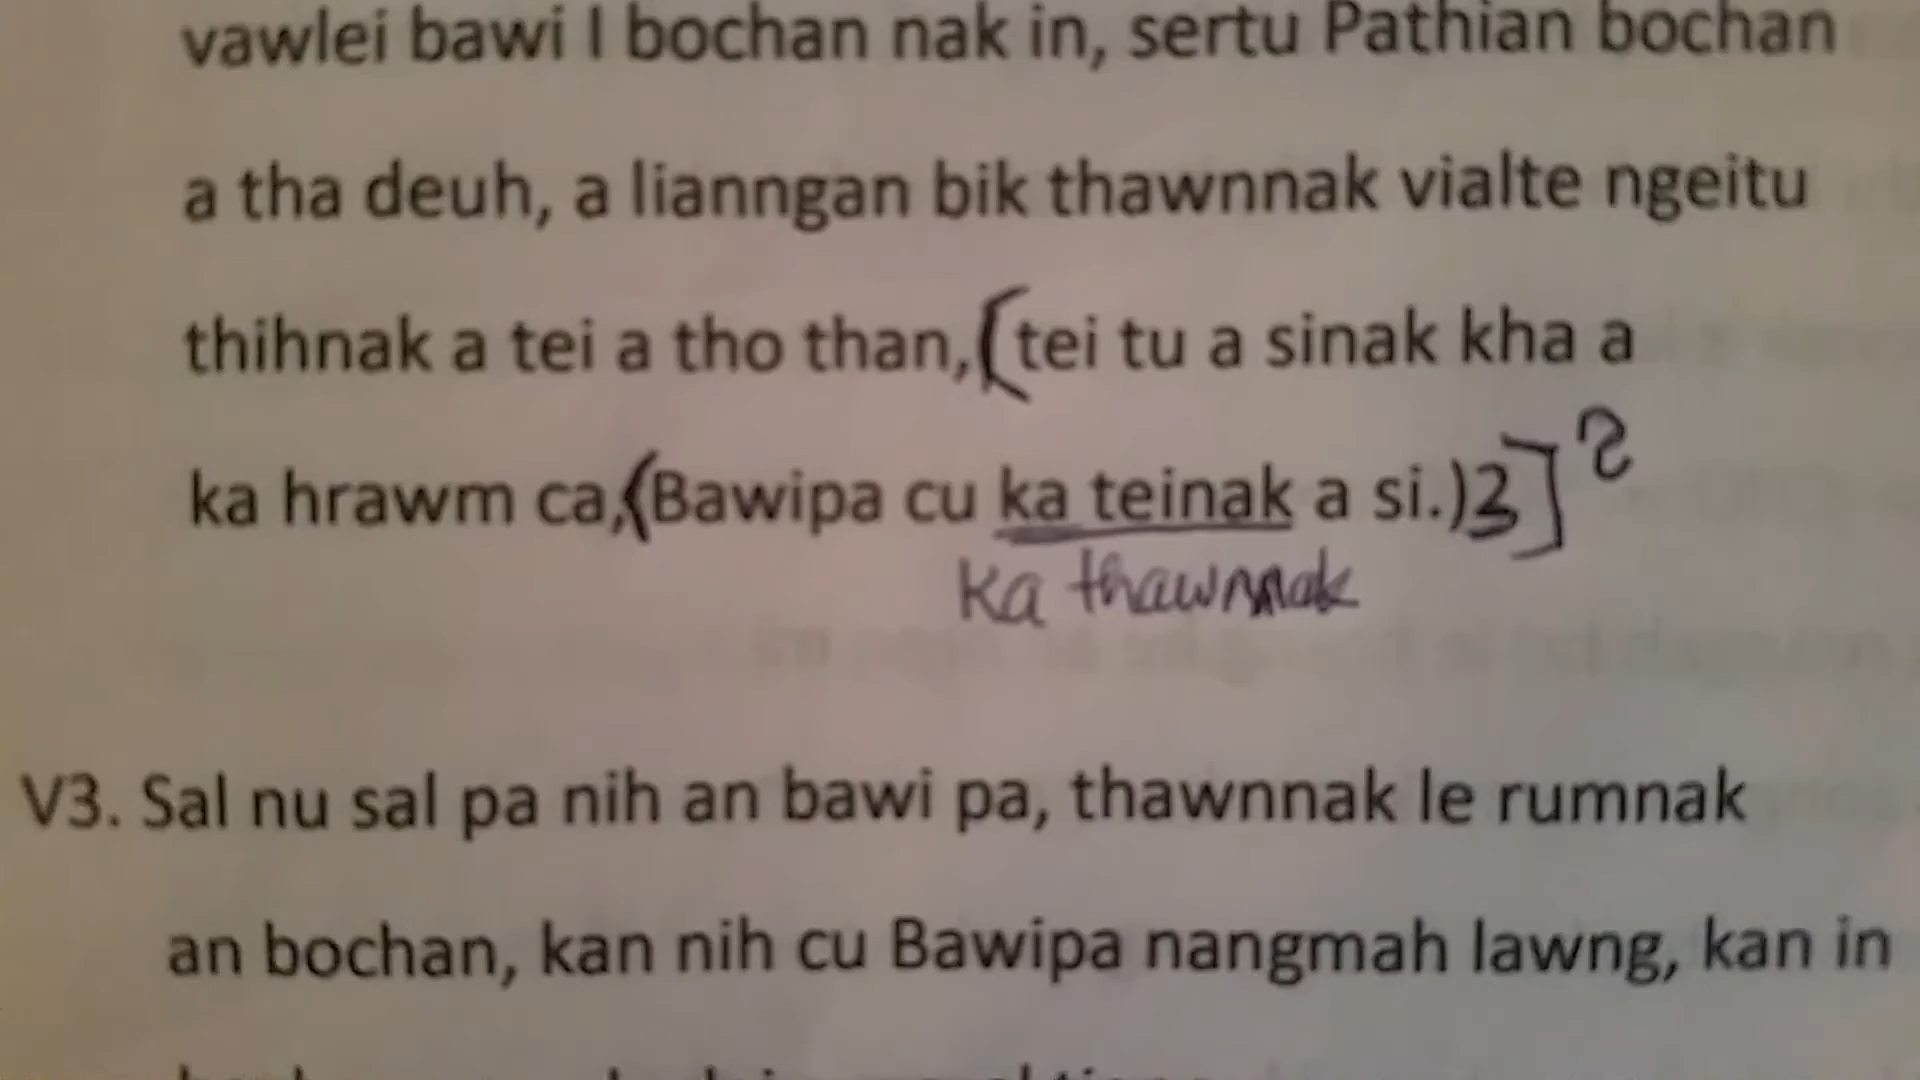 vawlei bawi I bochan nak in, sertu Pathian bochan
a tha deuh, a lianngan bik thawnnak vialte ngeitu
thihnak a tei a tho than, (tei tu a sinak kha a
ka hrawm ca, (Bawipa cu ka teinak a si.)3]2
ka thawnnak
V3. Sal nu sal pa nih an bawi pa, thawnnak le rumnak
an bochan, kan nih cu Bawipa nangmah lawng, kan in